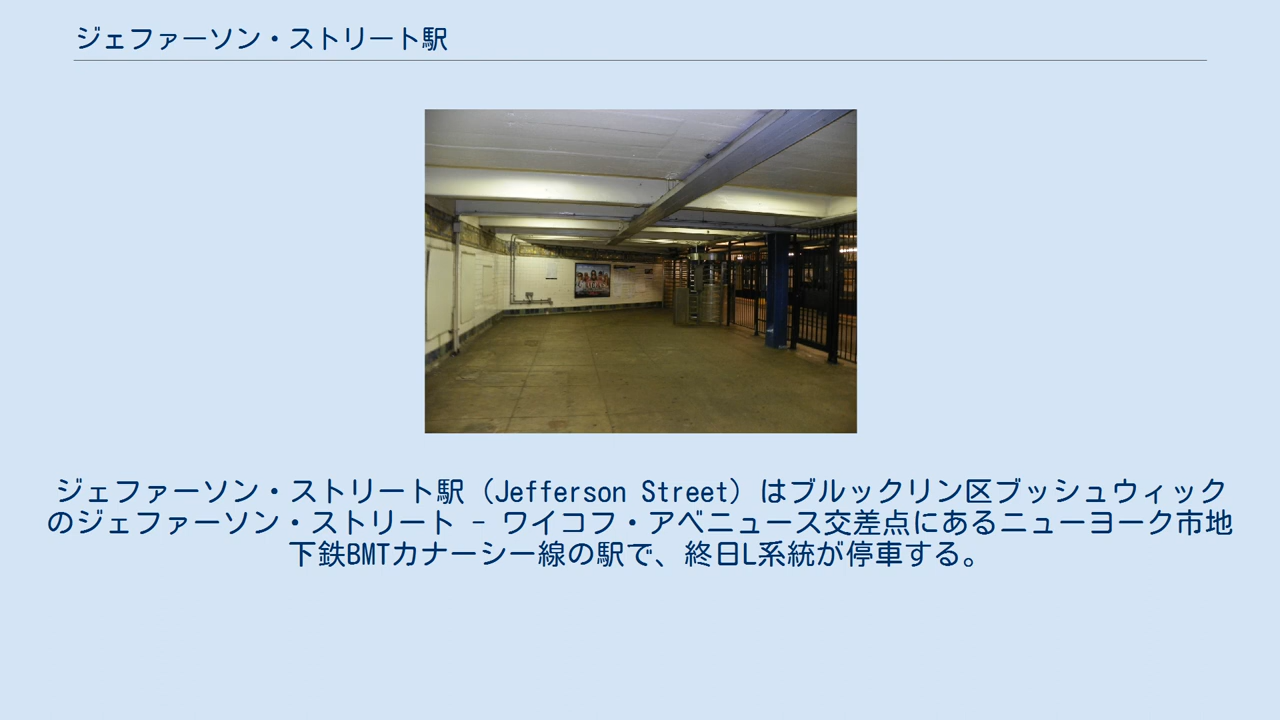 ジェファーソン・ストリート駅
ジェファーソン・ストリート駅（Jefferson Street）はブルックリン区ブッシュウィック
のジェファーソン・ストリート - ワイコフ・アベニュース交差点にあるニューヨーク市地
下鉄BMTカナーシー線の駅で、終日L系統が停車する。